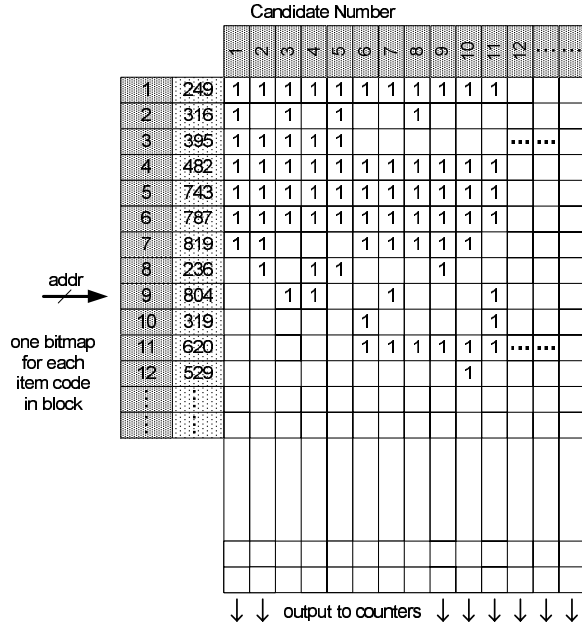 Candidate Number
1 2 3 4 5 6 7 8 9 10 11 12 ... ...
1 249 1 1 1 1 1 1 1 1 1 1 1
2 316 1 1 1 1
3 395 1 1 1 1 1 ... ...
4 482 1 1 1 1 1 1 1 1 1 1 1
5 743 1 1 1 1 1 1 1 1 1 1 1
6 787 1 1 1 1 1 1 1 1 1 1 1
7 819 1 1 1 1 1 1 1
8 236 1 1 1 1
addr
9 804 1 1 1 1
10 319 1 1
one bitmap
for each
item code
in block
11 620 1 1 1 1 1 1 ... ...
12 529 1
output to counters